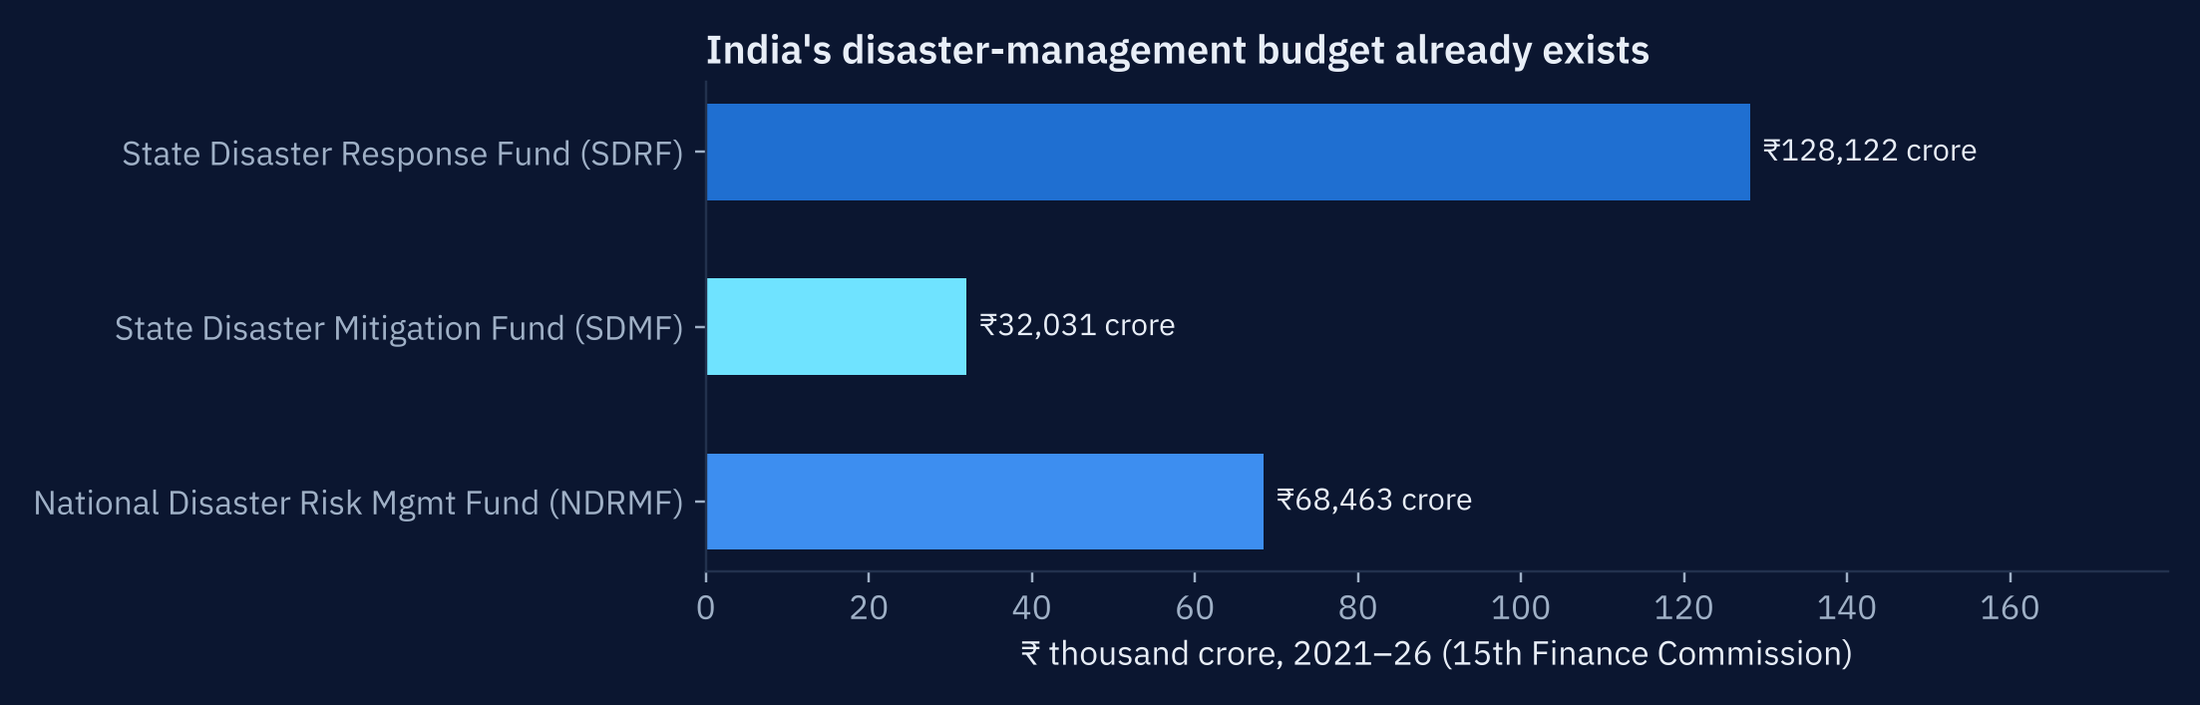 India's disaster-management budget already exists
State Disaster Response Fund (SDRF)
₹128,122 crore
State Disaster Mitigation Fund (SDMF)
₹32,031 crore
National Disaster Risk Mgmt Fund (NDRMF)
₹68,463 crore
0 20 40 60 80 100 120 140 160
₹ thousand crore, 2021–26 (15th Finance Commission)